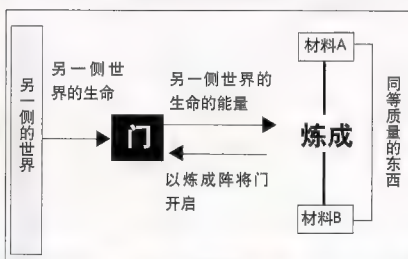 另一侧的世界
另一侧世
界的生命
门
另一侧世界的
生命的能量
以炼成阵将门
开启
材料A
炼成
材料B
同等质量的东西